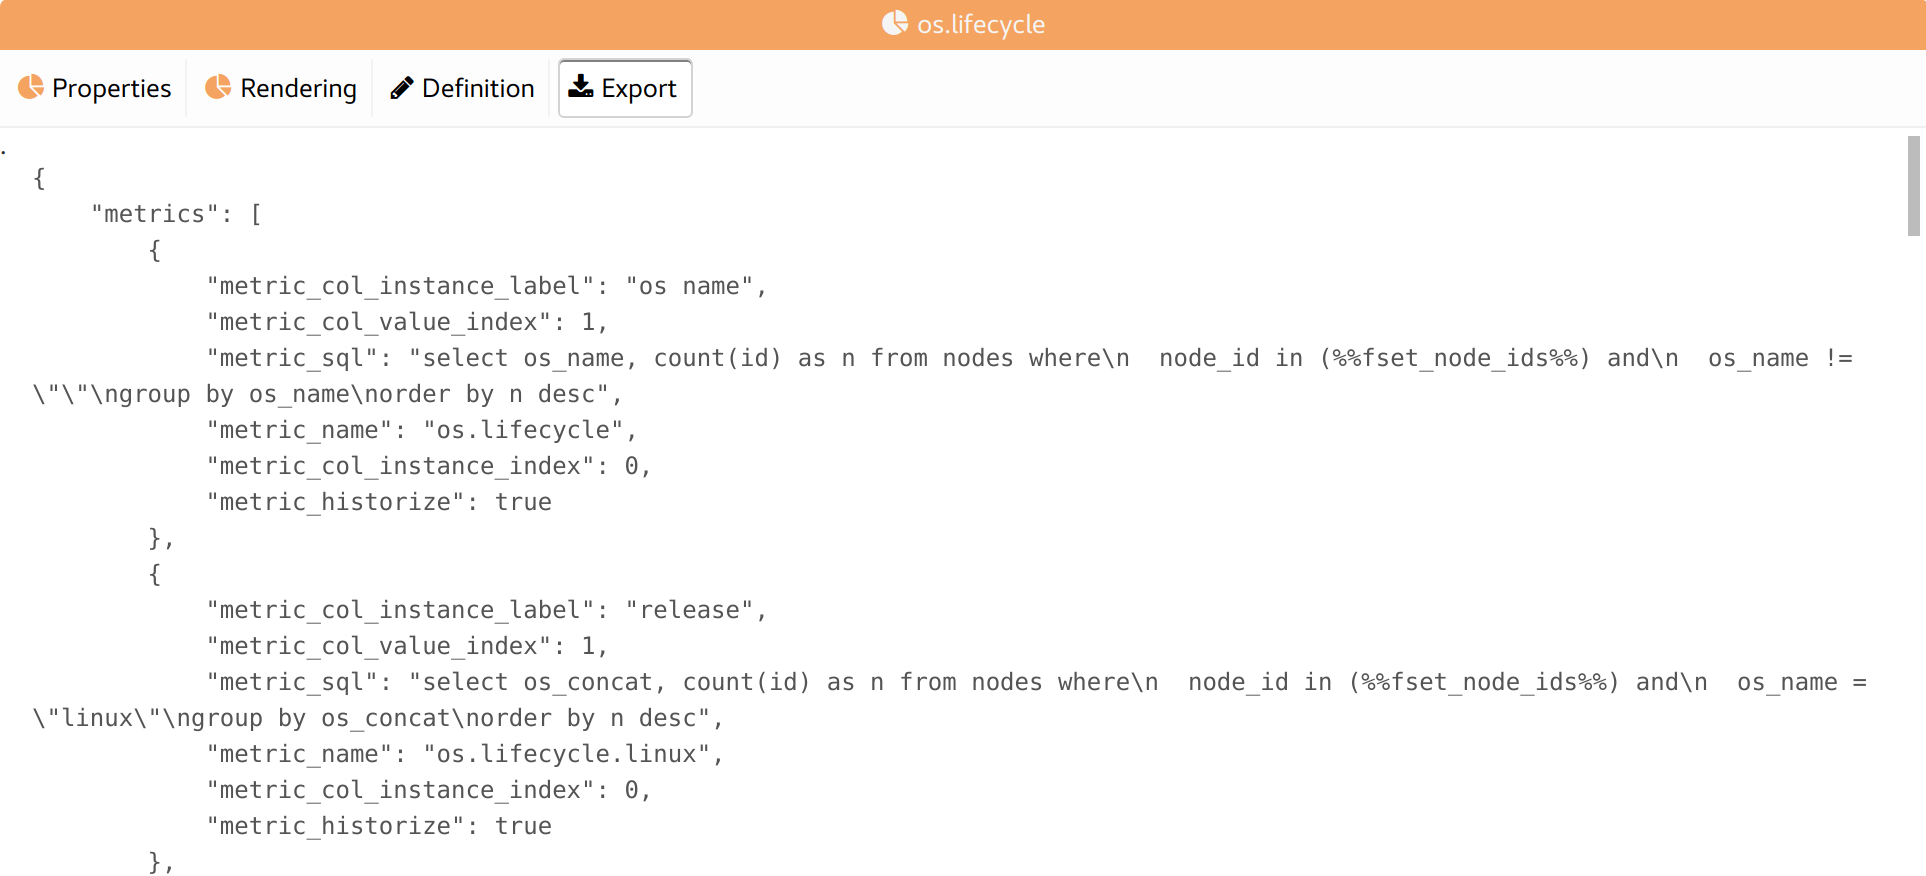 os.lifecycle
Properties Rendering Definition Export
.
{
    "metrics": [
        {
            "metric_col_instance_label": "os name",
            "metric_col_value_index": 1,
            "metric_sql": "select os_name, count(id) as n from nodes where\n  node_id in (%%fset_node_ids%%) and\n  os_name !=
\"\"\ngroup by os_name\norder by n desc",
            "metric_name": "os.lifecycle",
            "metric_col_instance_index": 0,
            "metric_historize": true
        },
        {
            "metric_col_instance_label": "release",
            "metric_col_value_index": 1,
            "metric_sql": "select os_concat, count(id) as n from nodes where\n  node_id in (%%fset_node_ids%%) and\n  os_name =
\"linux\"\ngroup by os_concat\norder by n desc",
            "metric_name": "os.lifecycle.linux",
            "metric_col_instance_index": 0,
            "metric_historize": true
        },